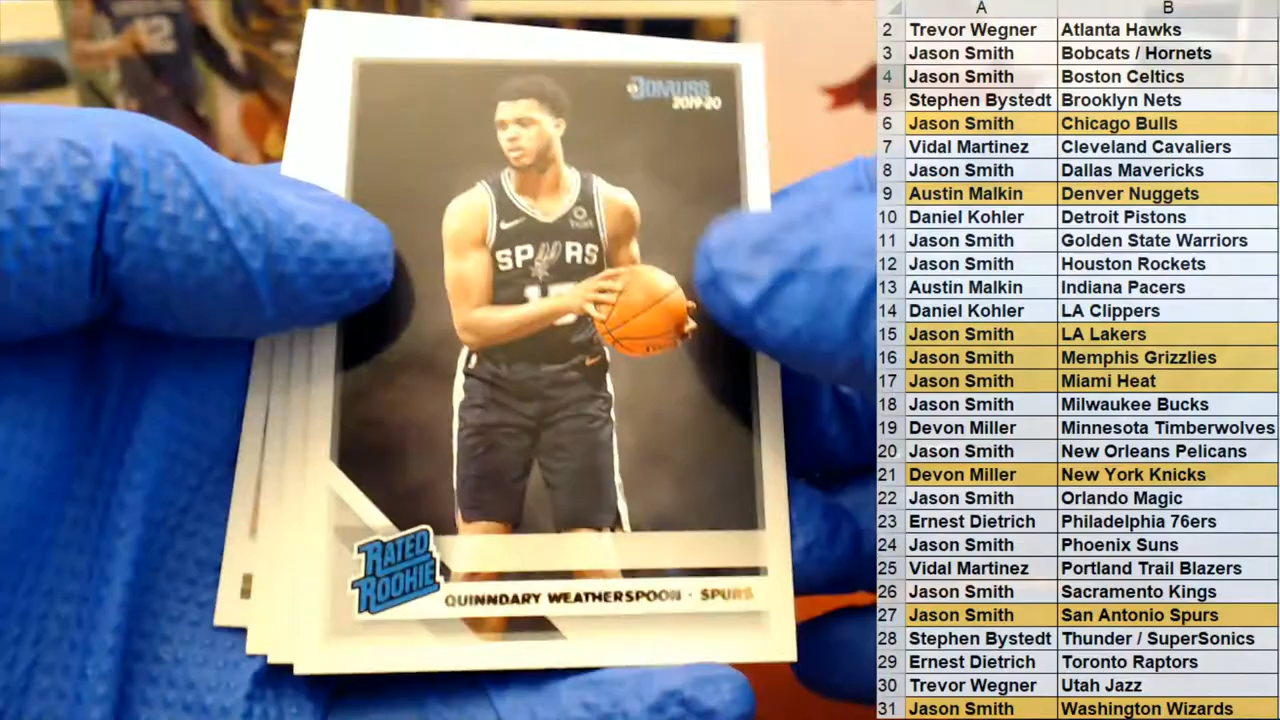 12
DONRUSS
2019-20
SPURS
15
RATED
ROOKIE
QUINNDARY WEATHERSPOON · SPURS
A B
2 Trevor Wegner Atlanta Hawks
3 Jason Smith Bobcats / Hornets
4 Jason Smith Boston Celtics
5 Stephen Bystedt Brooklyn Nets
6 Jason Smith Chicago Bulls
7 Vidal Martinez Cleveland Cavaliers
8 Jason Smith Dallas Mavericks
9 Austin Malkin Denver Nuggets
10 Daniel Kohler Detroit Pistons
11 Jason Smith Golden State Warriors
12 Jason Smith Houston Rockets
13 Austin Malkin Indiana Pacers
14 Daniel Kohler LA Clippers
15 Jason Smith LA Lakers
16 Jason Smith Memphis Grizzlies
17 Jason Smith Miami Heat
18 Jason Smith Milwaukee Bucks
19 Devon Miller Minnesota Timberwolves
20 Jason Smith New Orleans Pelicans
21 Devon Miller New York Knicks
22 Jason Smith Orlando Magic
23 Ernest Dietrich Philadelphia 76ers
24 Jason Smith Phoenix Suns
25 Vidal Martinez Portland Trail Blazers
26 Jason Smith Sacramento Kings
27 Jason Smith San Antonio Spurs
28 Stephen Bystedt Thunder / SuperSonics
29 Ernest Dietrich Toronto Raptors
30 Trevor Wegner Utah Jazz
31 Jason Smith Washington Wizards